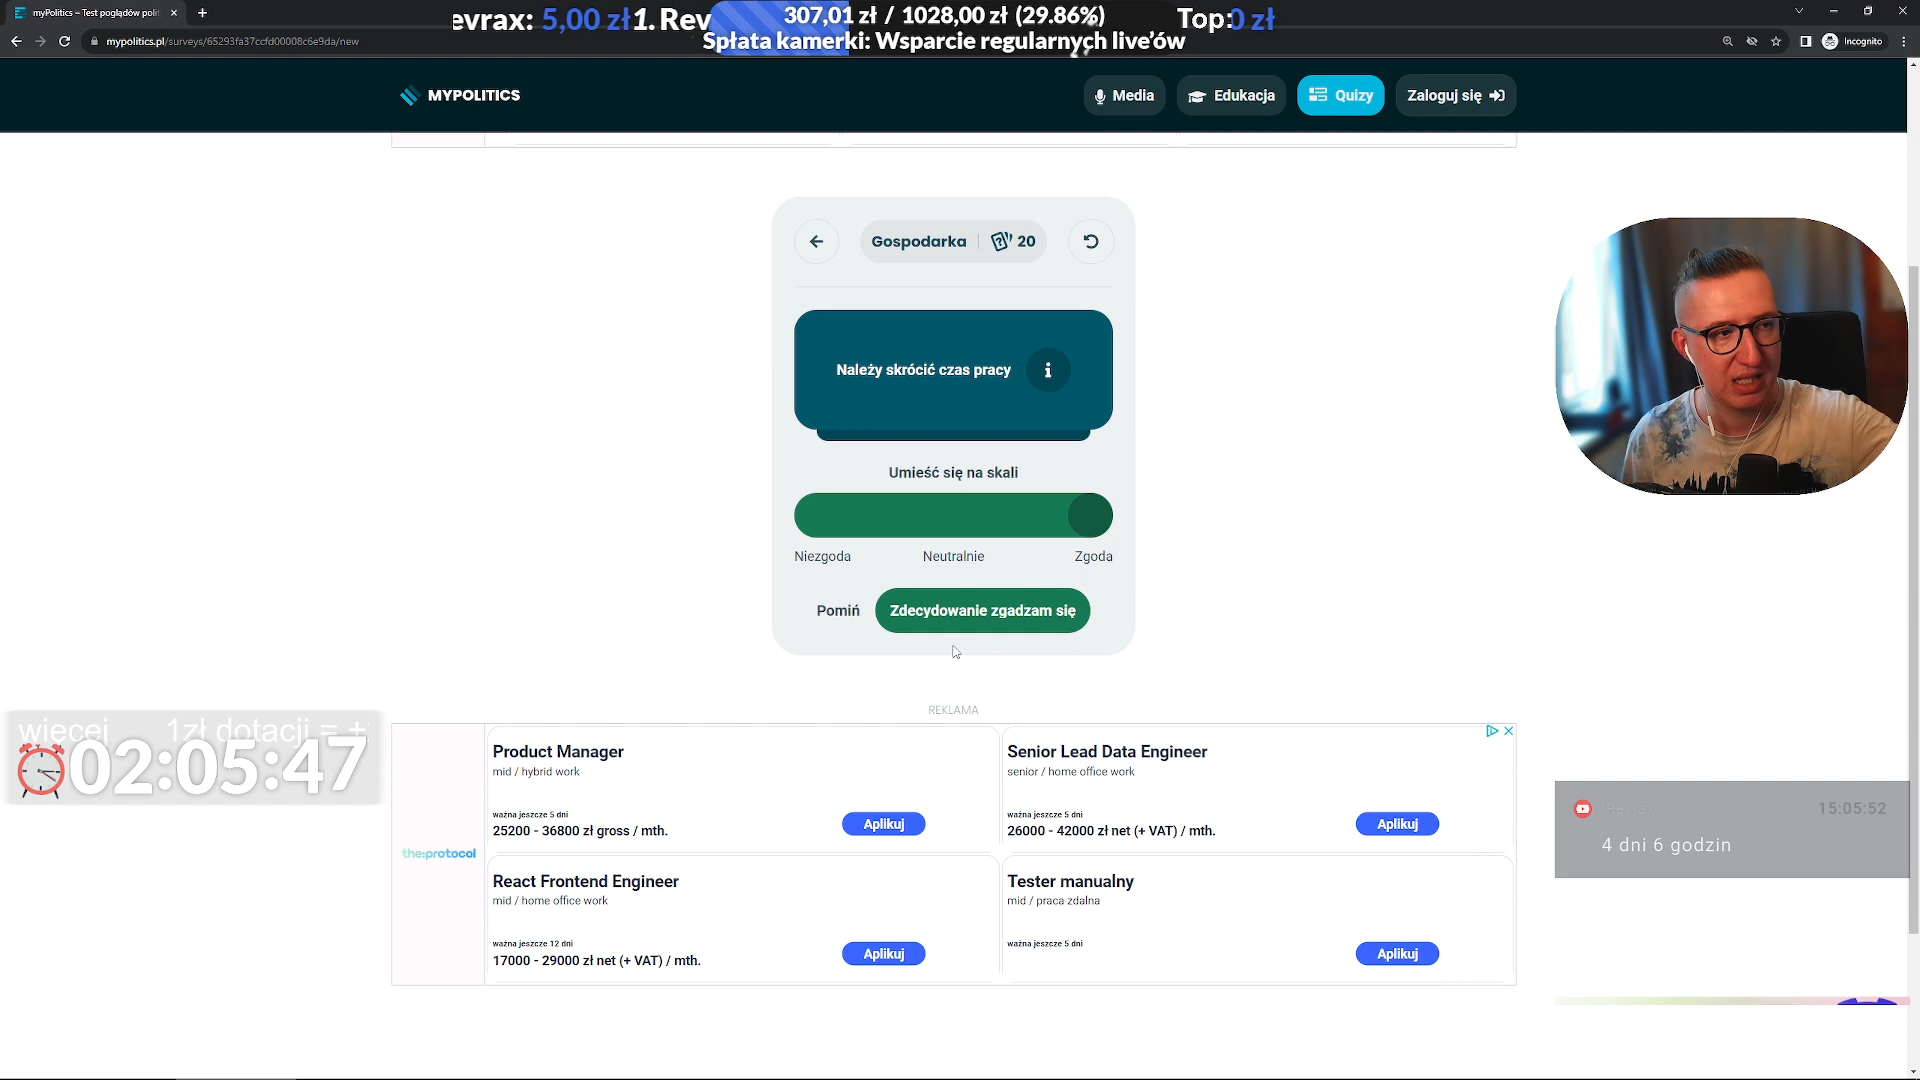 myPolitics – Test poglądów polit
evrax: 5,00 zł 1. Rev
307,01 zł / 1028,00 zł (29.86%)
Top: 0 zł
Spłata kamerki: Wsparcie regularnych live'ów
mypolitics.pl/surveys/65293fa37ccfd00008c6e9da/new
Incognito
MYPOLITICS
Media
Edukacja
Quizy
Zaloguj się
Gospodarka
20
Należy skrócić czas pracy
i
Umieść się na skali
Niezgoda
Neutralnie
Zgoda
Pomiń
Zdecydowanie zgadzam się
REKLAMA
więcej 1zł dotacji = +
02:05:47
the:protocol
Product Manager
mid / hybrid work
ważna jeszcze 5 dni
25200 - 36800 zł gross / mth.
Aplikuj
Senior Lead Data Engineer
senior / home office work
ważna jeszcze 5 dni
26000 - 42000 zł net (+ VAT) / mth.
Aplikuj
React Frontend Engineer
mid / home office work
ważna jeszcze 12 dni
17000 - 29000 zł net (+ VAT) / mth.
Aplikuj
Tester manualny
mid / praca zdalna
ważna jeszcze 5 dni
Aplikuj
Revrax
15:05:52
4 dni 6 godzin